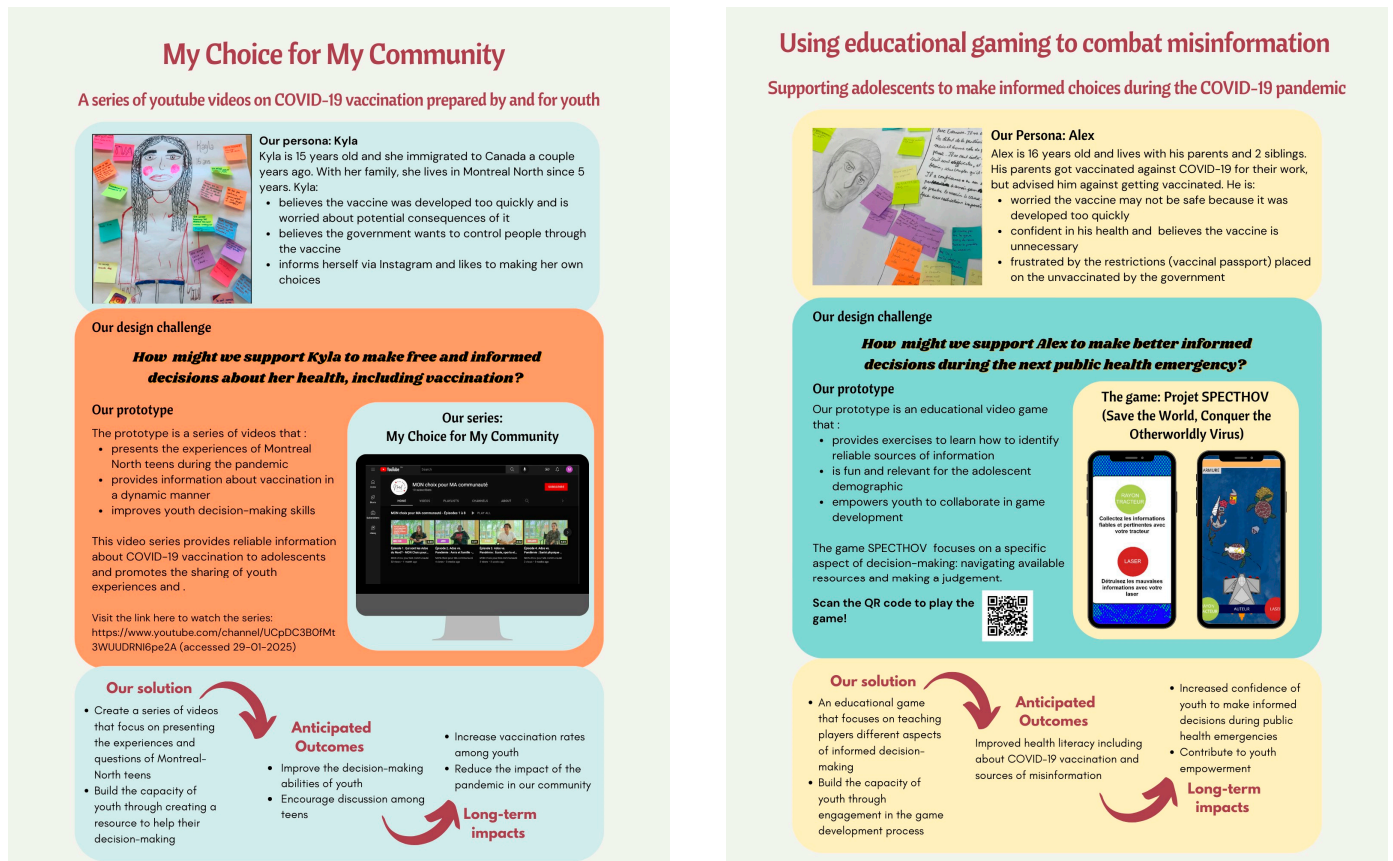 My Choice for My Community
A series of youtube videos on COVID-19 vaccination prepared by and for youth
Kyla
Our persona: Kyla
Kyla is 15 years old and she immigrated to Canada a couple
years ago. With her family, she lives in Montreal North since 5
years. Kyla:
• believes the vaccine was developed too quickly and is
worried about potential consequences of it
• believes the government wants to control people through
the vaccine
• informs herself via Instagram and likes to making her own
choices
Our design challenge
How might we support Kyla to make free and informed
decisions about her health, including vaccination?
Our prototype
The prototype is a series of videos that :
• presents the experiences of Montreal
North teens during the pandemic
• provides information about vaccination in
a dynamic manner
• improves youth decision-making skills
This video series provides reliable information
about COVID-19 vaccination to adolescents
and promotes the sharing of youth
experiences and .
Visit the link here to watch the series:
https://www.youtube.com/channel/UCpDC3B0fMt
3WUUDRNI6pe2A (accessed 29-01-2025)
Our series:
My Choice for My Community
YouTube
MON choix pour MA communauté
SUBSCRIBE
HOME VIDEOS PLAYLISTS CHANNELS ABOUT
MON choix pour MA communauté - Épisodes 1 à 8 PLAY ALL
Our solution
• Create a series of videos
that focus on presenting
the experiences and
questions of Montreal-
North teens
• Build the capacity of
youth through creating a
resource to help their
decision-making
Anticipated
Outcomes
• Improve the decision-making
abilities of youth
• Encourage discussion among
teens
• Increase vaccination rates
among youth
• Reduce the impact of the
pandemic in our community
Long-term
impacts
Using educational gaming to combat misinformation
Supporting adolescents to make informed choices during the COVID-19 pandemic
Our Persona: Alex
Alex is 16 years old and lives with his parents and 2 siblings.
His parents got vaccinated against COVID-19 for their work,
but advised him against getting vaccinated. He is:
• worried the vaccine may not be safe because it was
developed too quickly
• confident in his health and believes the vaccine is
unnecessary
• frustrated by the restrictions (vaccinal passport) placed
on the unvaccinated by the government
Our design challenge
How might we support Alex to make better informed
decisions during the next public health emergency?
Our prototype
Our prototype is an educational video game
that :
• provides exercises to learn how to identify
reliable sources of information
• is fun and relevant for the adolescent
demographic
• empowers youth to collaborate in game
development
The game SPECTHOV focuses on a specific
aspect of decision-making: navigating available
resources and making a judgement.
Scan the QR code to play the
game!
The game: Projet SPECTHOV
(Save the World, Conquer the
Otherworldly Virus)
RAYON
TRACTEUR
Collectez les informations
fiables et pertinentes avec
votre tracteur
LASER
Détruisez les mauvaises
informations avec votre
laser
ARMURE
AUTEUR
Our solution
• An educational game
that focuses on teaching
players different aspects
of informed decision-
making
• Build the capacity of
youth through
engagement in the game
development process
Anticipated
Outcomes
Improved health literacy including
about COVID-19 vaccination and
sources of misinformation
• Increased confidence of
youth to make informed
decisions during public
health emergencies
• Contribute to youth
empowerment
Long-term
impacts